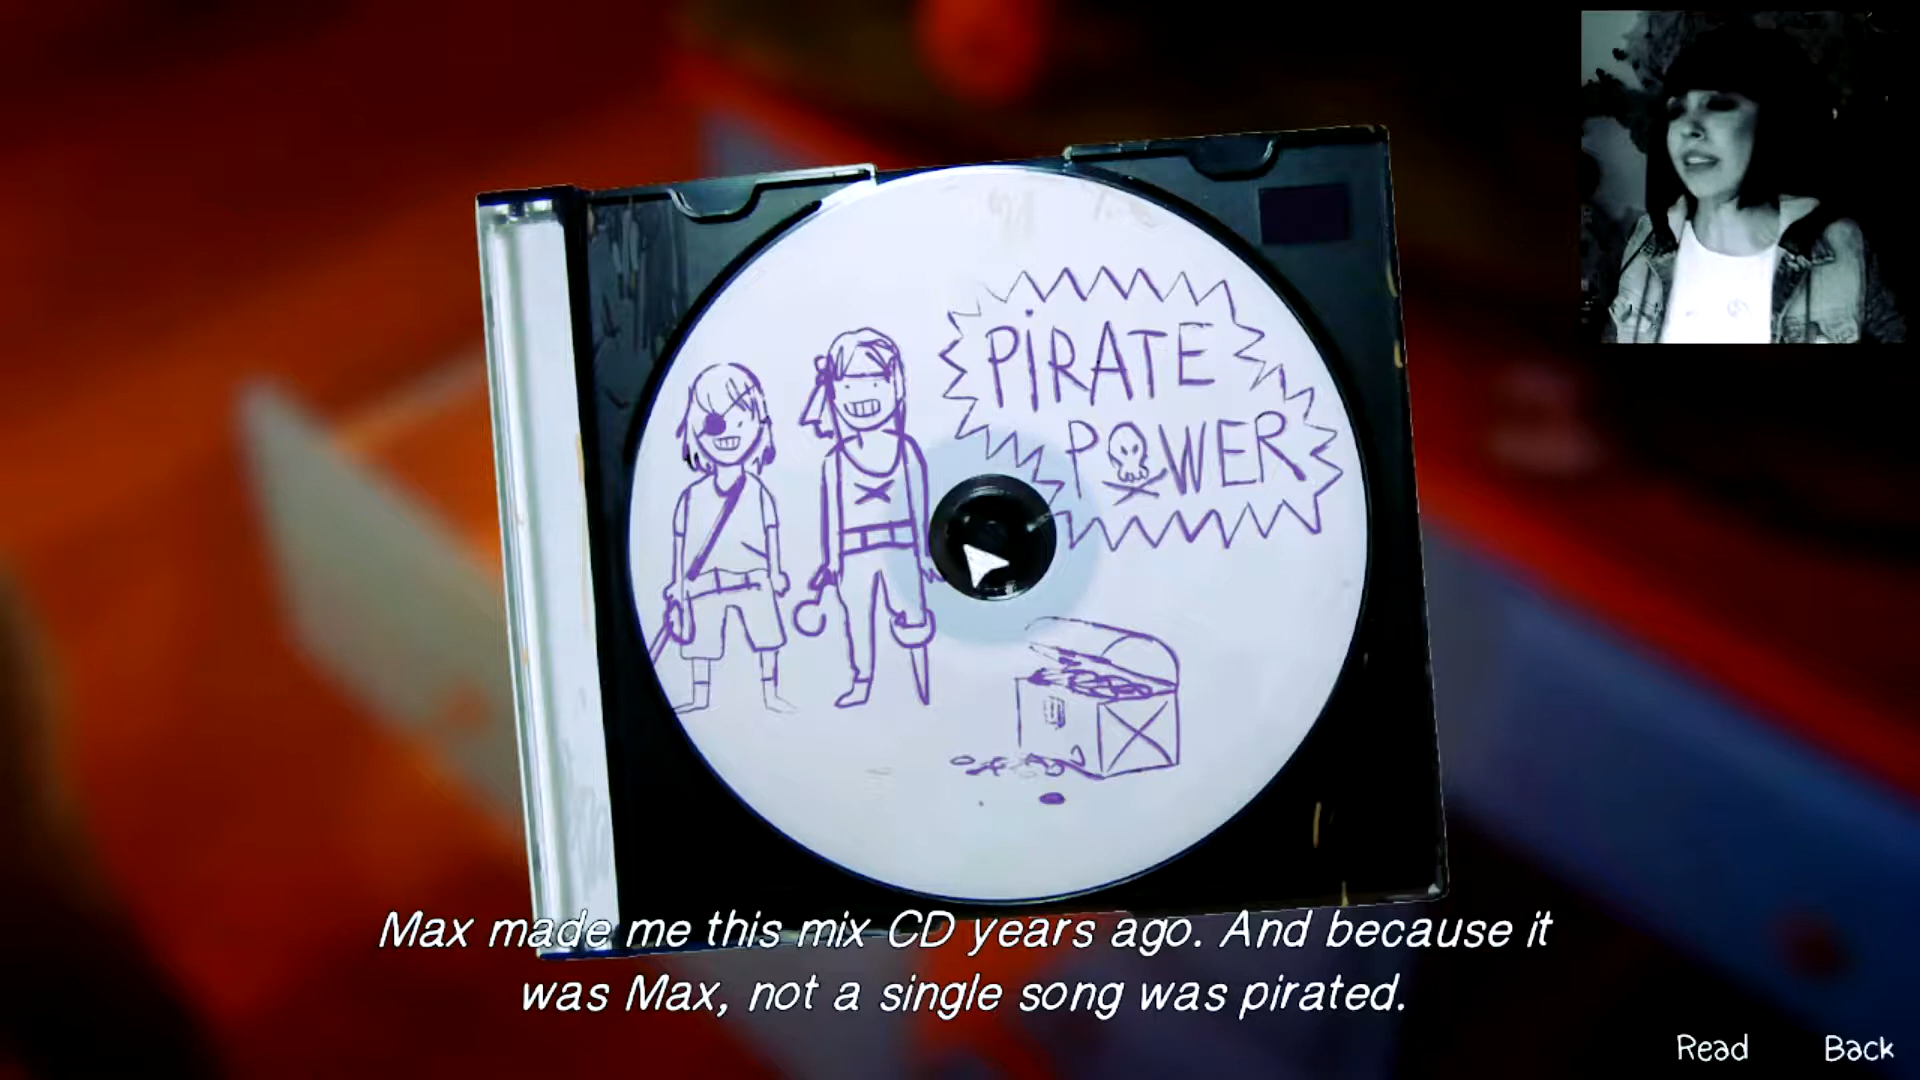 PiRATE
POWER
Max made me this mix CD years ago. And because it
was Max, not a single song was pirated.
Read Back